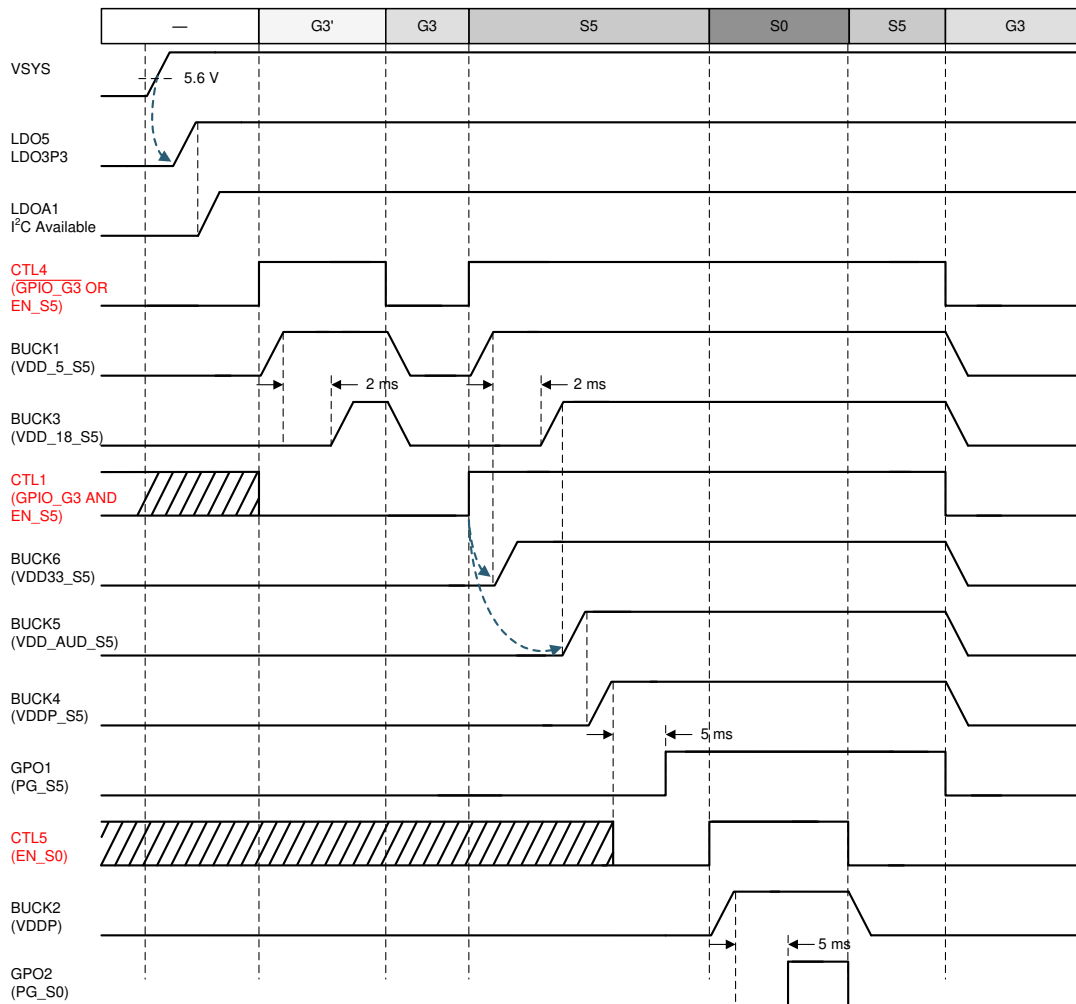 — G3' G3 S5 S0 S5 G3
VSYS
5.6 V
LDO5
LDO3P3
LDOA1
I²C Available
CTL4
(GPIO_G3 OR
EN_S5)
BUCK1
(VDD_5_S5)
2 ms 2 ms
BUCK3
(VDD_18_S5)
CTL1
(GPIO_G3 AND
EN_S5)
BUCK6
(VDD33_S5)
BUCK5
(VDD_AUD_S5)
BUCK4
(VDDP_S5)
5 ms
GPO1
(PG_S5)
CTL5
(EN_S0)
BUCK2
(VDDP)
5 ms
GPO2
(PG_S0)